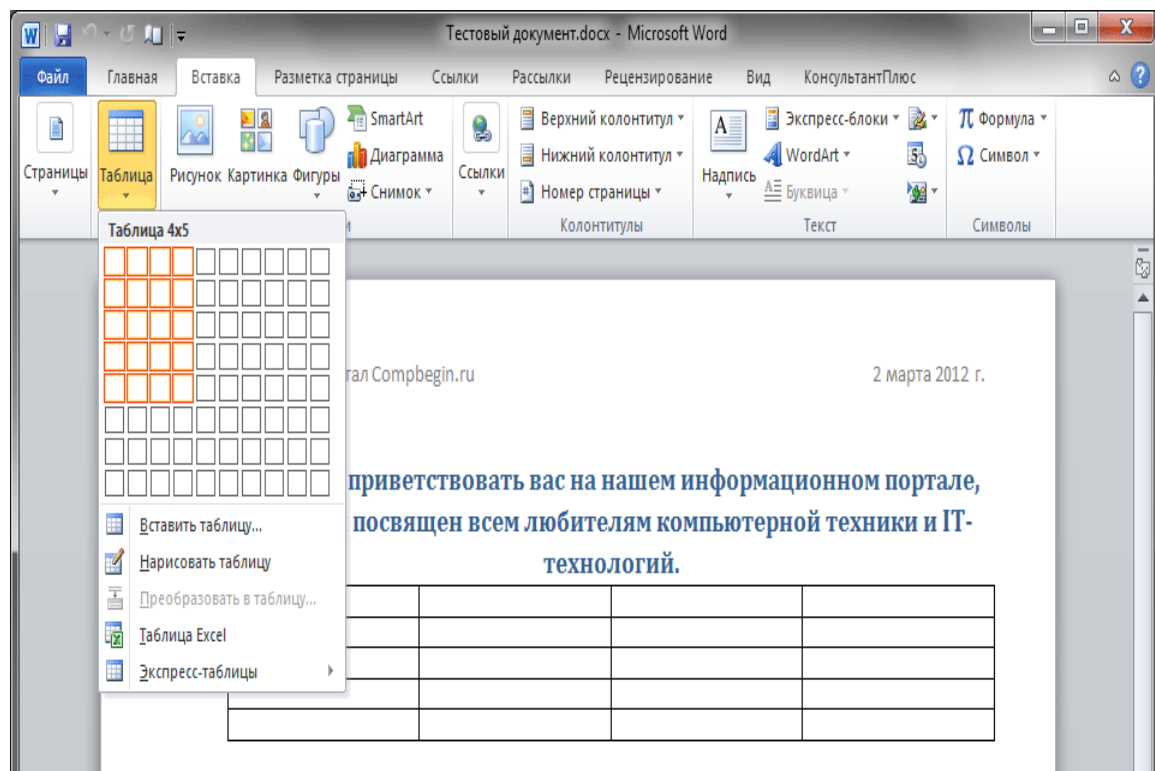 Тестовый документ.docx - Microsoft Word
Файл Главная Вставка Разметка страницы Ссылки Рассылки Рецензирование Вид КонсультантПлюс
Страницы
Таблица
Рисунок Картинка Фигуры
SmartArt
Диаграмма
Снимок
Ссылки
Верхний колонтитул
Нижний колонтитул
Номер страницы
Колонтитулы
Надпись
Экспресс-блоки
WordArt
Буквица
Текст
Формула
Символ
Символы
Таблица 4x5
Вставить таблицу...
Нарисовать таблицу
Преобразовать в таблицу...
Таблица Excel
Экспресс-таблицы
Compbegin.ru 2 марта 2012 г.
приветствовать вас на нашем информационном портале,
посвящен всем любителям компьютерной техники и IT-
технологий.